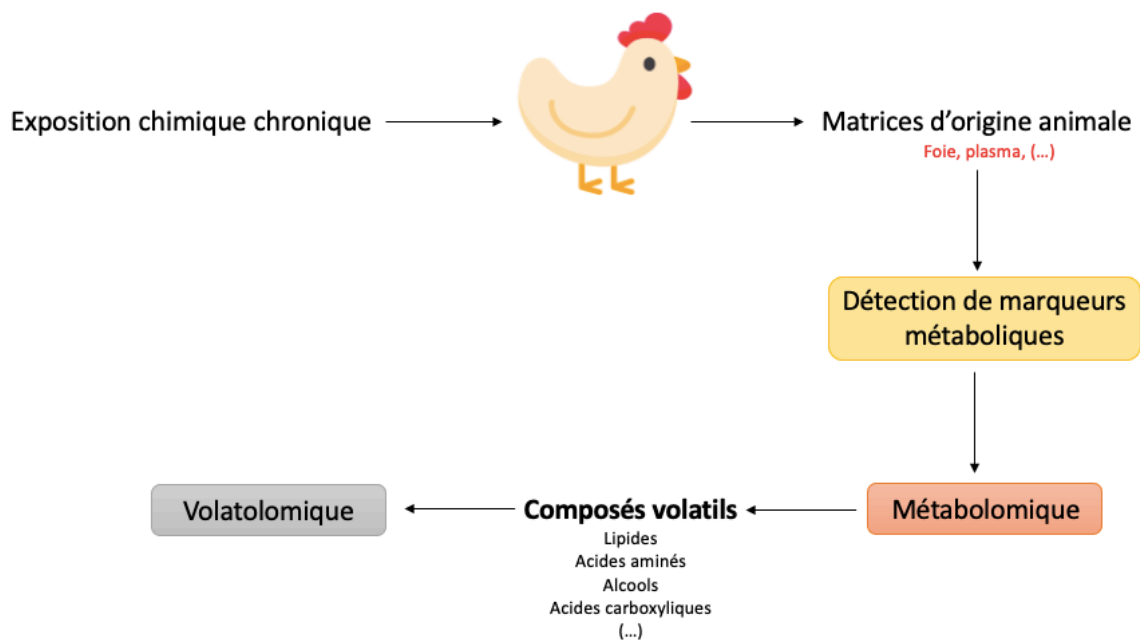 Exposition chimique chronique
Matrices d'origine animale
Foie, plasma, (...)
Détection de marqueurs
métaboliques
Métabolomique
Composés volatils
Lipides
Acides aminés
Alcools
Acides carboxyliques
(...)
Volatolomique